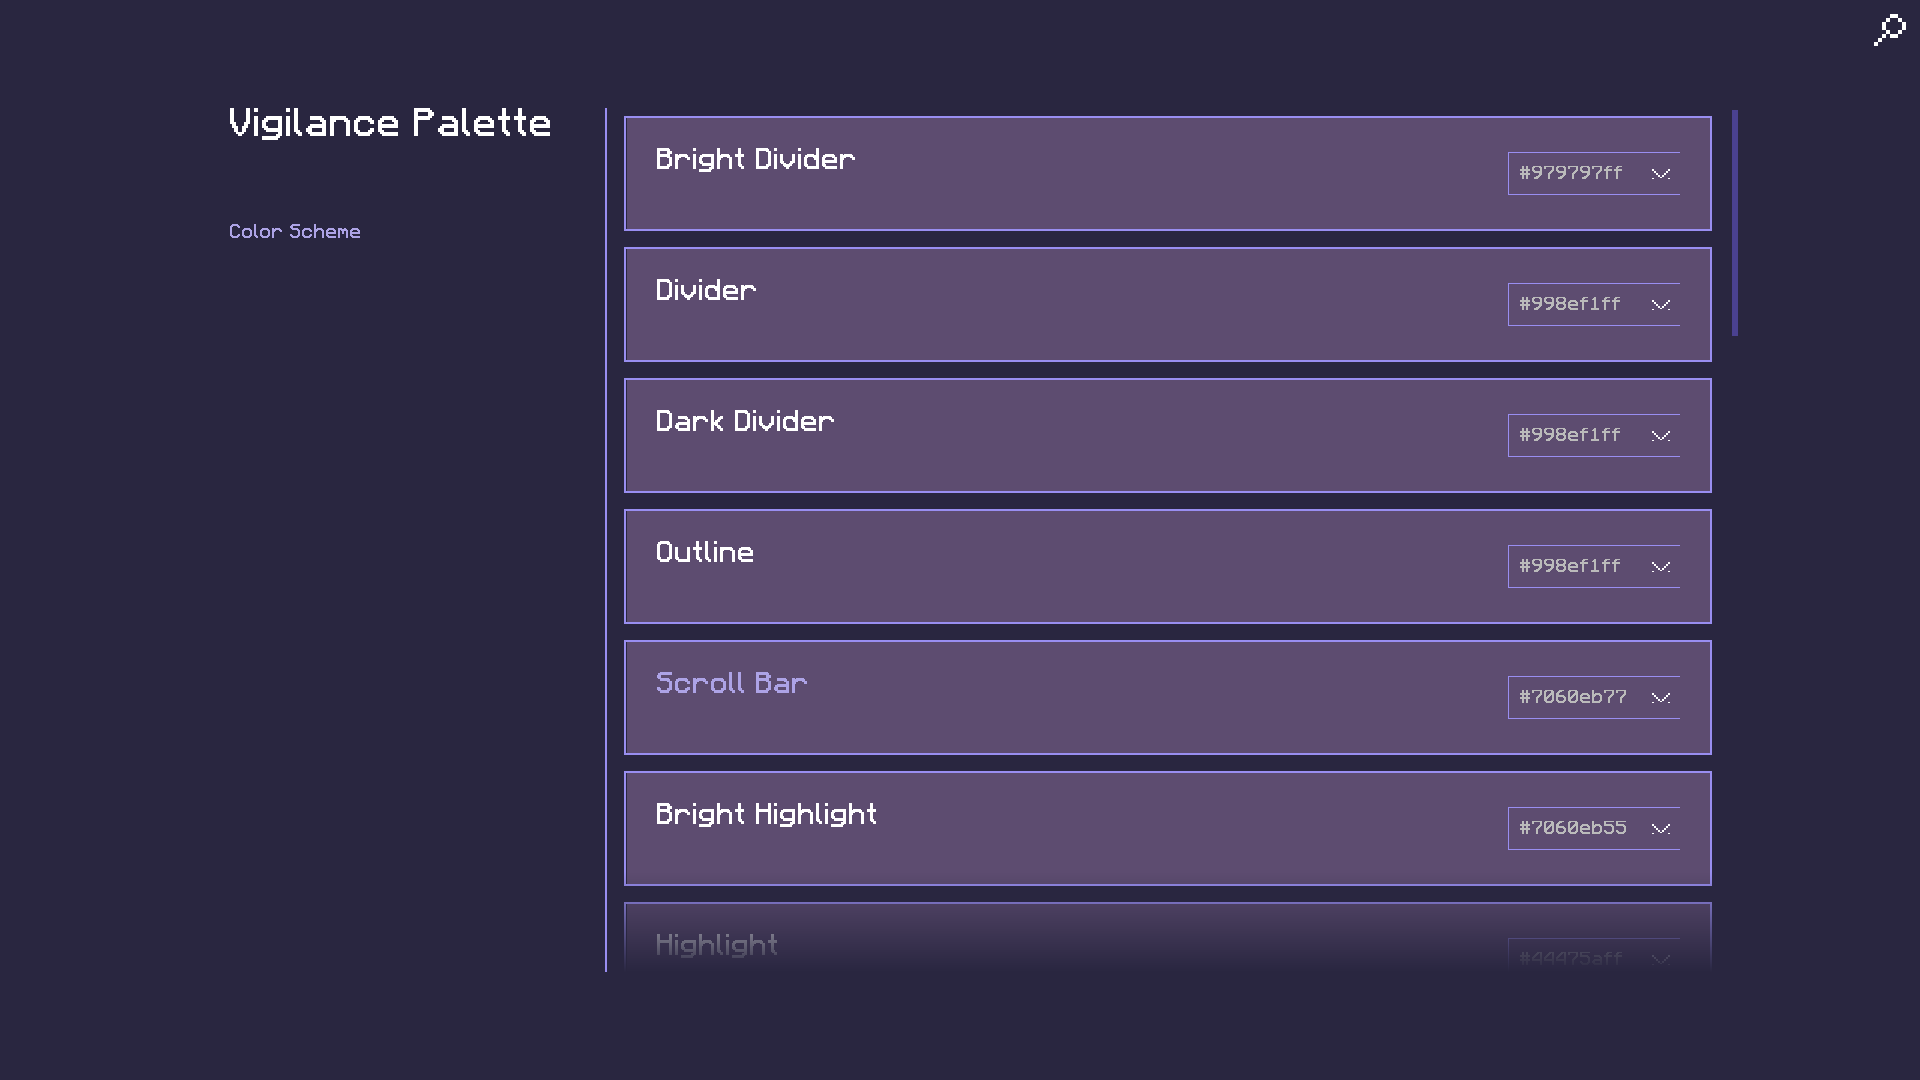 Vigilance Palette
Color Scheme
Bright Divider
#979797ff
Divider
#998ef1ff
Dark Divider
#998ef1ff
Outline
#998ef1ff
Scroll Bar
#7060eb77
Bright Highlight
#7060eb55
Highlight
#44475aff